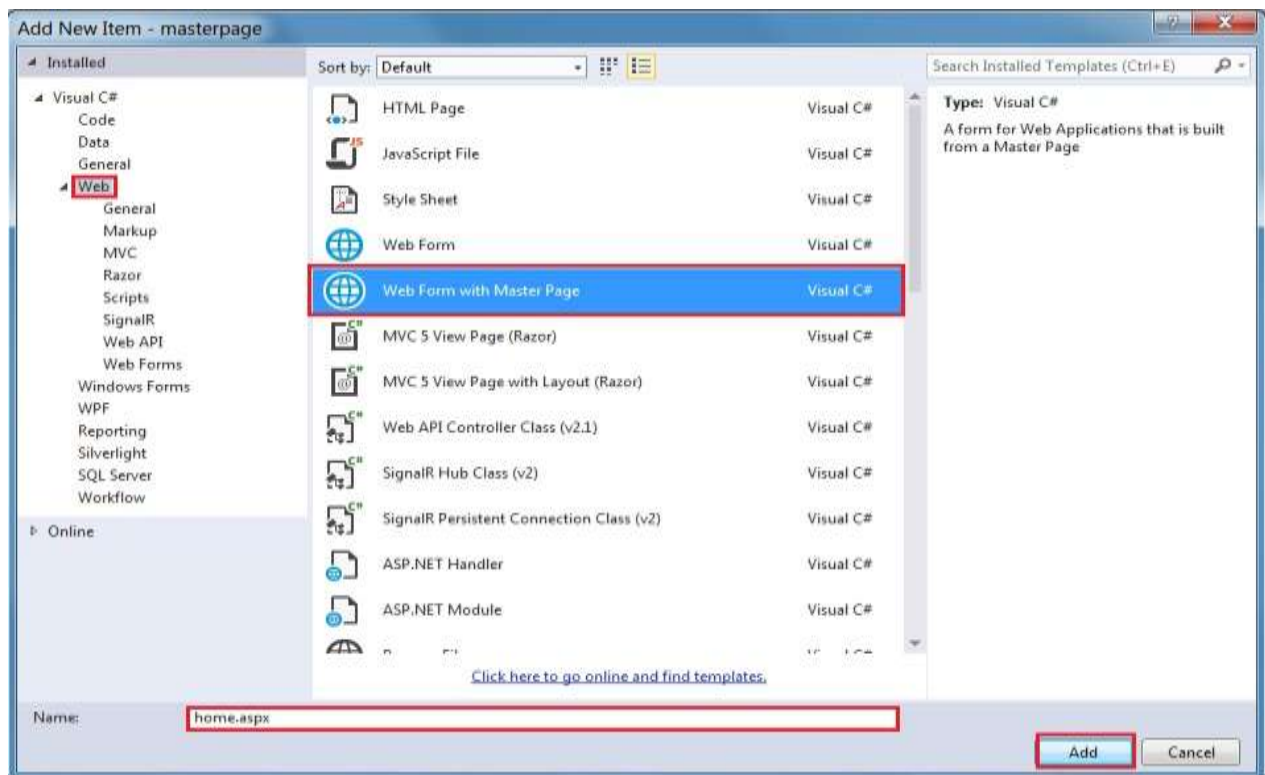 Add New Item - masterpage
Installed
Sort by: Default
Search Installed Templates (Ctrl+E)
Visual C#
Code
Data
General
Web
General
Markup
MVC
Razor
Scripts
SignalR
Web API
Web Forms
Windows Forms
WPF
Reporting
Silverlight
SQL Server
Workflow
Online
HTML Page Visual C#
JavaScript File Visual C#
Style Sheet Visual C#
Web Form Visual C#
Web Form with Master Page Visual C#
MVC 5 View Page (Razor) Visual C#
MVC 5 View Page with Layout (Razor) Visual C#
Web API Controller Class (v2.1) Visual C#
SignalR Hub Class (v2) Visual C#
SignalR Persistent Connection Class (v2) Visual C#
ASP.NET Handler Visual C#
ASP.NET Module Visual C#
Click here to go online and find templates.
Type: Visual C#
A form for Web Applications that is built
from a Master Page
Name: home.aspx
Add Cancel